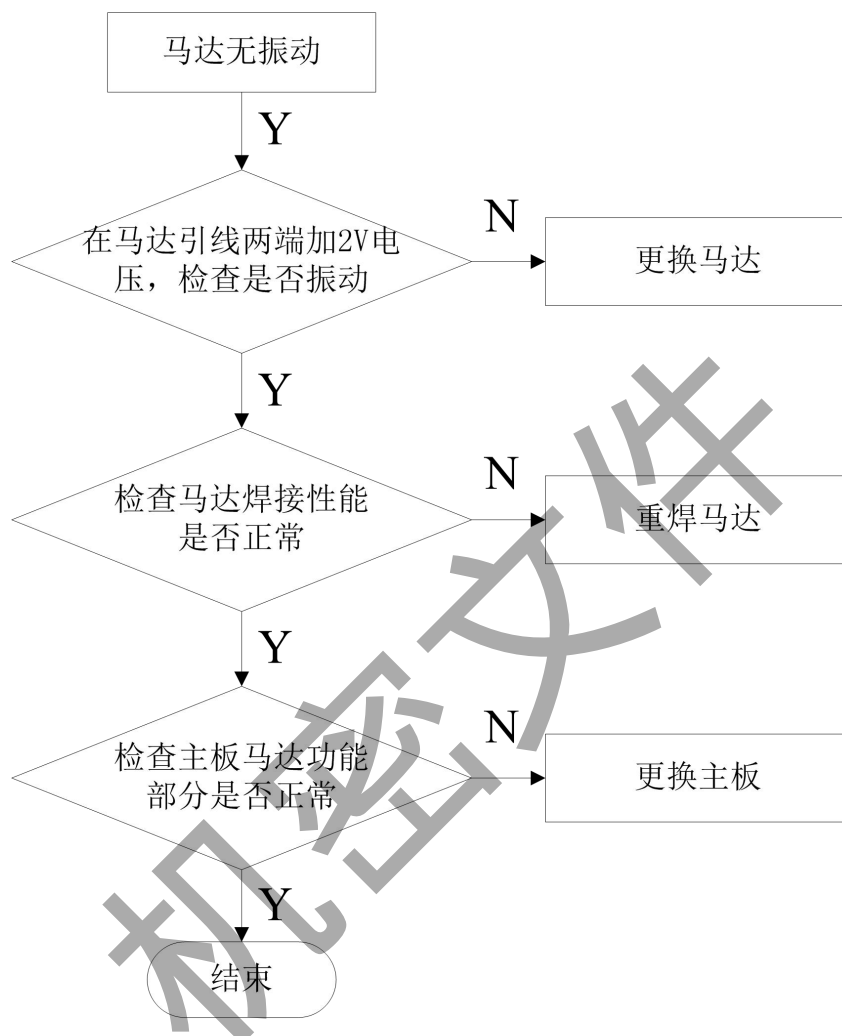 马达无振动
Y
在马达引线两端加2V电
压，检查是否振动
N
更换马达
Y
检查马达焊接性能
是否正常
N
重焊马达
Y
检查主板马达功能
部分是否正常
N
更换主板
Y
结束
机密文件